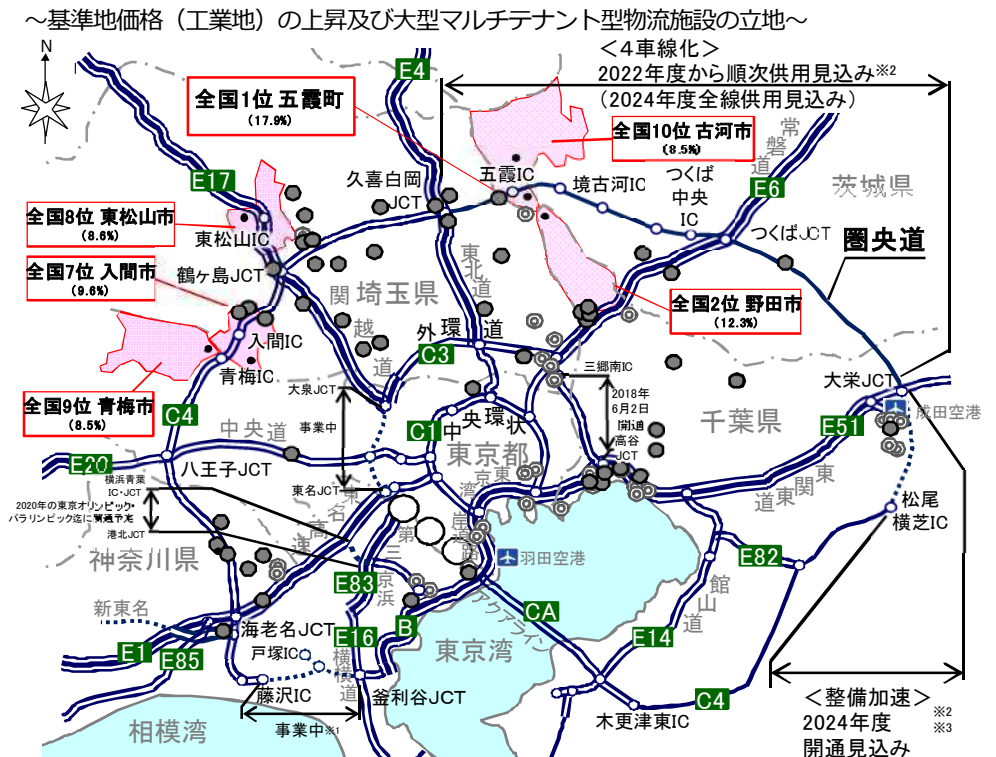 ～基準地価格（工業地）の上昇及び大型マルチテナント型物流施設の立地～
＜４車線化＞
2022年度から順次供用見込み※2
（2024年度全線供用見込み）
N
E4
全国1位 五霞町
(17.9%)
全国10位 古河市
(8.5%)
常磐道
E17
久喜白岡
JCT
五霞IC
境古河IC
つくば
中央
IC
E6
茨城県
全国8位 東松山市
(8.6%)
東松山IC
つくばJCT
圏央道
鶴ヶ島JCT
東北道
関越道
埼玉県
全国7位 入間市
(9.6%)
全国2位 野田市
(12.3%)
外環道
入間IC
C3
青梅IC
三郷南IC
大泉JCT
2018年
6月2日
開通
高谷
JCT
大栄JCT
全国9位 青梅市
(8.5%)
C4
事業中
中央環状
千葉県
成田空港
C1
E51
中央道
東京都
E20
八王子JCT
東関東道
横浜青葉
IC・JCT
東名JCT
2020年の東京オリンピック・
パラリンピック迄に開通予定
港北JCT
東名高速
第三京浜
松尾
横芝IC
神奈川県
羽田空港
E82
E83
館山道
新東名
CA
アクアライン
B
海老名JCT
E16
E14
E1
E85
戸塚IC
東京湾
横横道
藤沢IC
釜利谷JCT
C4
木更津東IC
＜整備加速＞
2024年度
開通見込み
※2
※3
事業中※1
相模湾